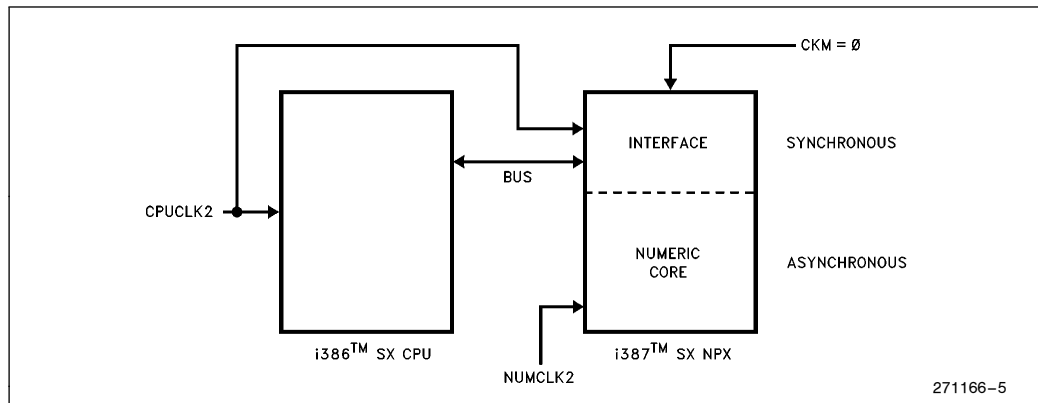 CKM = Ø
INTERFACE
SYNCHRONOUS
BUS
CPUCLK2
NUMERIC
CORE
ASYNCHRONOUS
i386™ SX CPU
i387™ SX NPX
NUMCLK2
271166–5